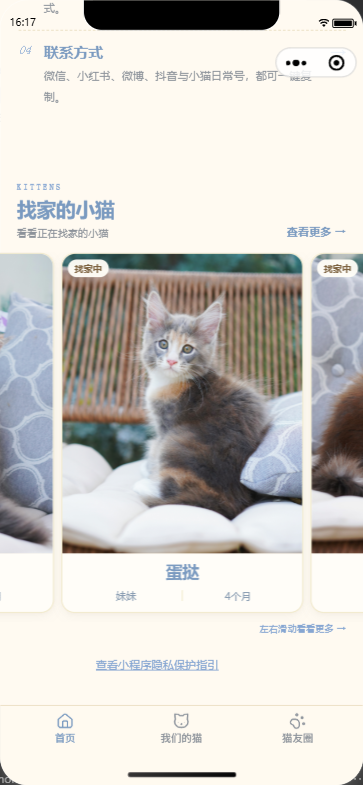 式。
16:17
04 联系方式
微信、小红书、微博、抖音与小猫日常号，都可一键复
制。
KITTENS
找家的小猫
看看正在找家的小猫
查看更多 →
找家中
找家中
蛋挞
妹妹
4个月
左右滑动看看更多 →
查看小程序隐私保护指引
首页
我们的猫
猫友圈